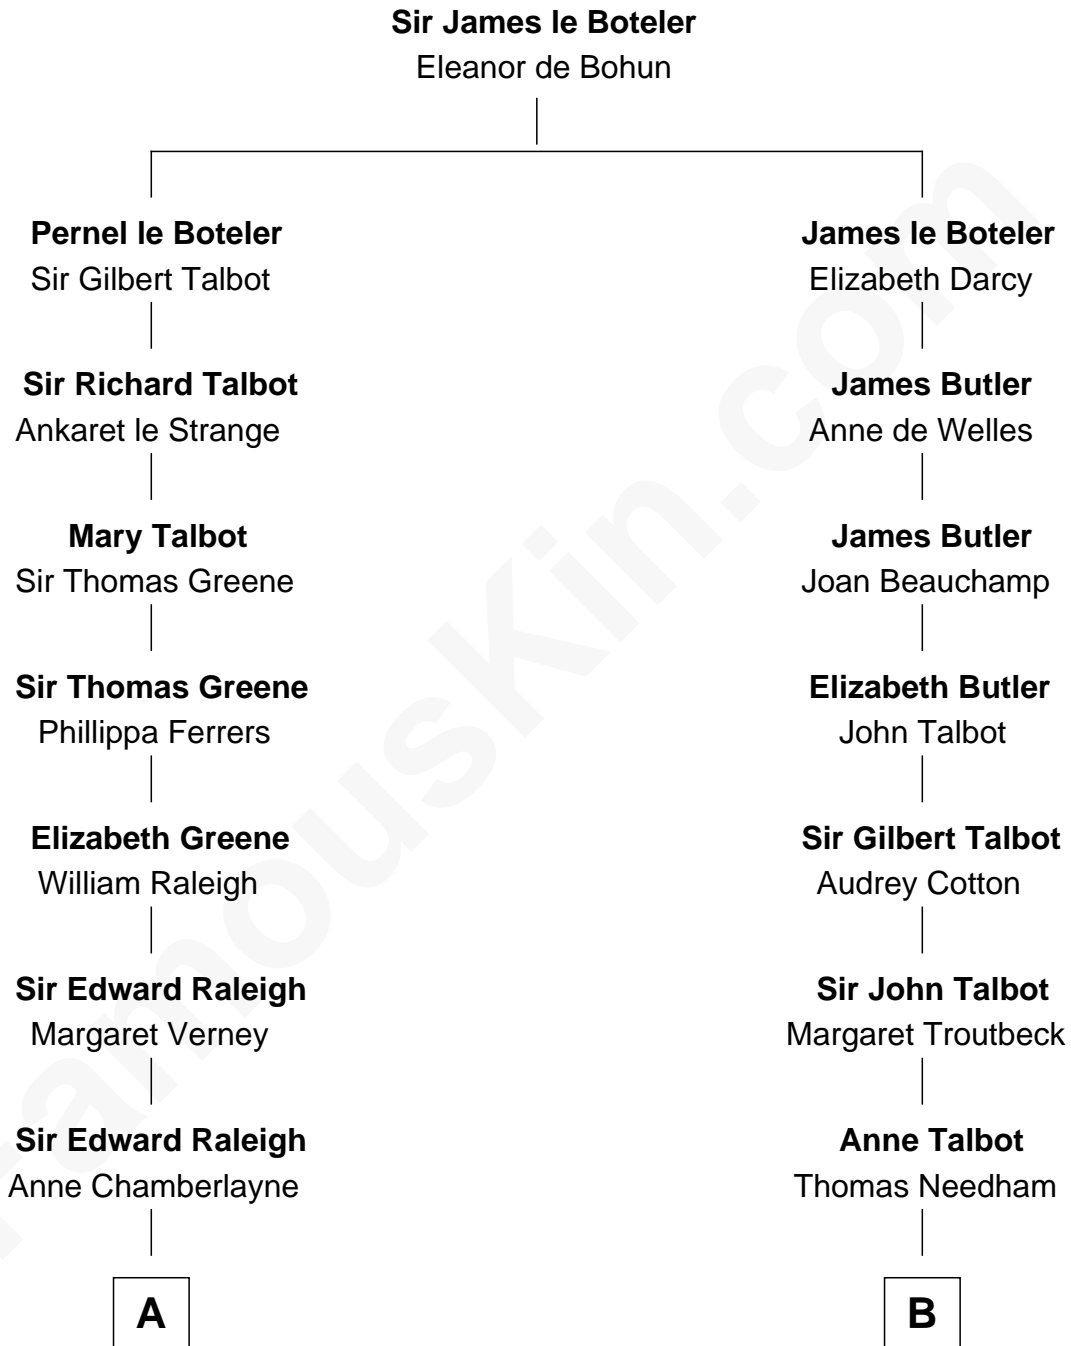 Sir James le Boteler
Eleanor de Bohun
Pernel le Boteler
Sir Gilbert Talbot
James le Boteler
Elizabeth Darcy
Sir Richard Talbot
Ankaret le Strange
James Butler
Anne de Welles
Mary Talbot
Sir Thomas Greene
James Butler
Joan Beauchamp
Sir Thomas Greene
Phillippa Ferrers
Elizabeth Butler
John Talbot
Elizabeth Greene
William Raleigh
Sir Gilbert Talbot
Audrey Cotton
Sir Edward Raleigh
Margaret Verney
Sir John Talbot
Margaret Troutbeck
Sir Edward Raleigh
Anne Chamberlayne
Anne Talbot
Thomas Needham
A
B
FamousKin.com